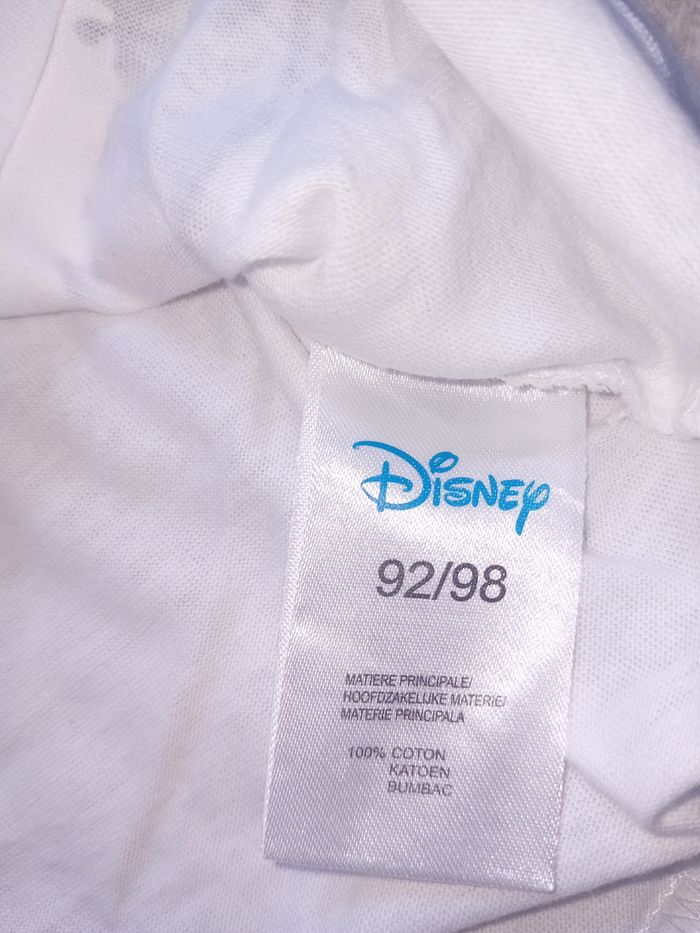 Disney
92/98
MATIERE PRINCIPALE/
HOOFDZAKELIJKE MATERIE/
MATERIE PRINCIPALA
100% COTON
KATOEN
BUMBAC